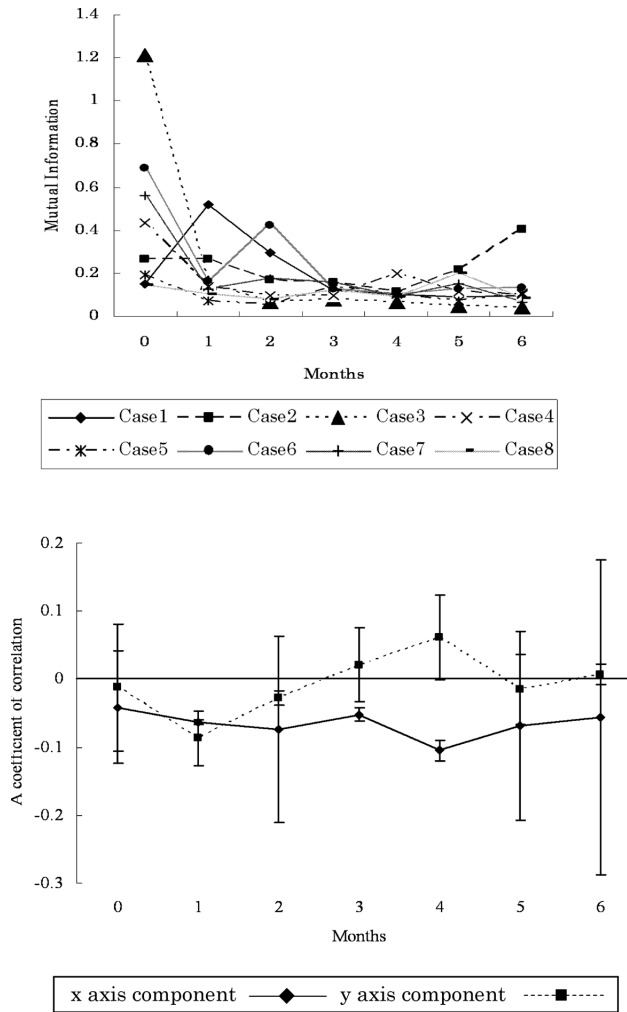 1.4
1.2
1
0.8
0.6
0.4
0.2
0
Mutual Information
0 1 2 3 4 5 6
Months
Case1 Case2 Case3 Case4
Case5 Case6 Case7 Case8
0.2
0.1
0
-0.1
-0.2
-0.3
A coefficient of correlation
0 1 2 3 4 5 6
Months
x axis component y axis component